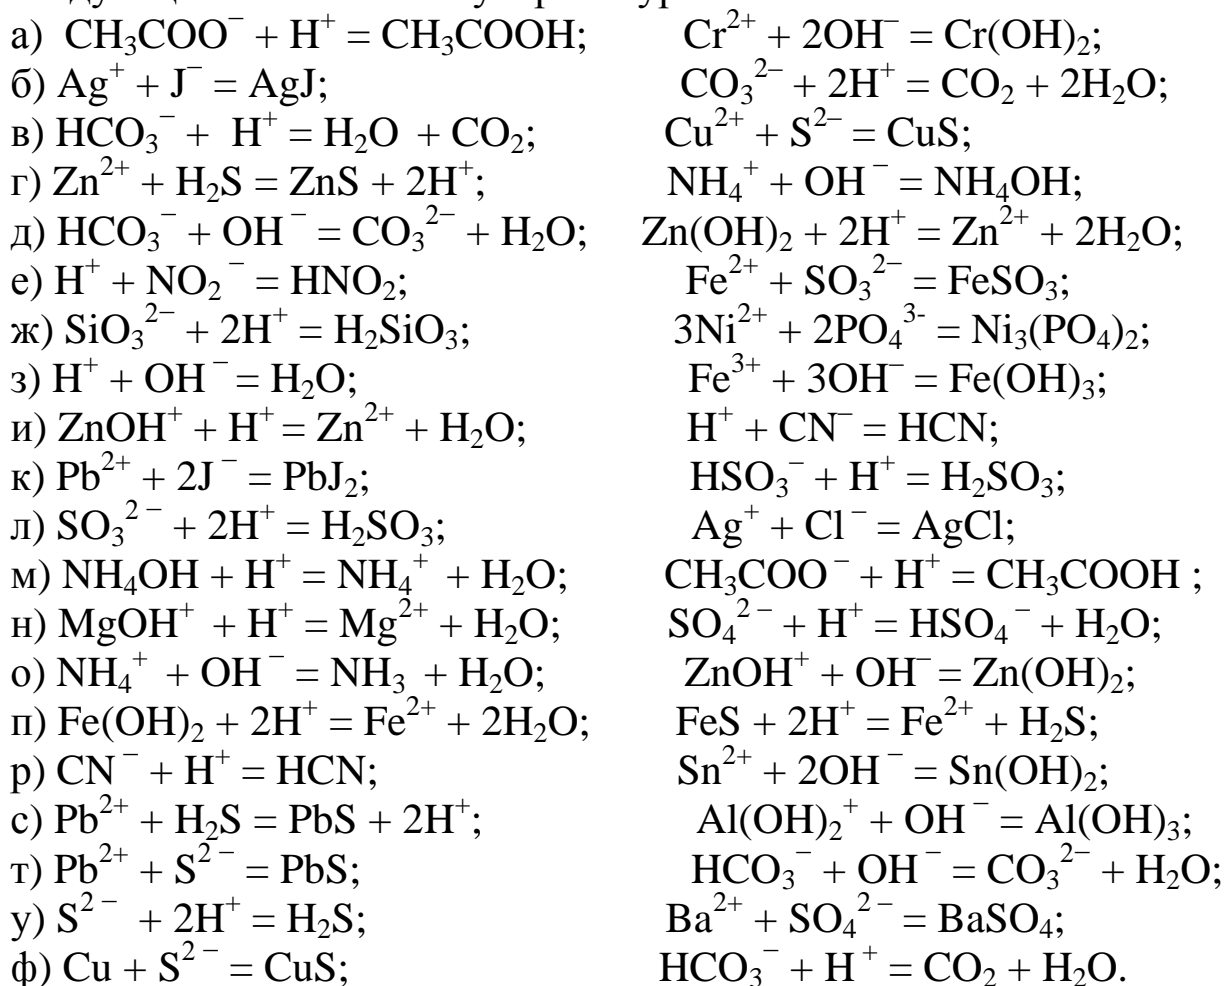 а) CH₃COO⁻ + H⁺ = CH₃COOH; Cr²⁺ + 2OH⁻ = Cr(OH)₂;
б) Ag⁺ + J⁻ = AgJ; CO₃²⁻ + 2H⁺ = CO₂ + 2H₂O;
в) HCO₃⁻ + H⁺ = H₂O + CO₂; Cu²⁺ + S²⁻ = CuS;
г) Zn²⁺ + H₂S = ZnS + 2H⁺; NH₄⁺ + OH⁻ = NH₄OH;
д) HCO₃⁻ + OH⁻ = CO₃²⁻ + H₂O; Zn(OH)₂ + 2H⁺ = Zn²⁺ + 2H₂O;
е) H⁺ + NO₂⁻ = HNO₂; Fe²⁺ + SO₃²⁻ = FeSO₃;
ж) SiO₃²⁻ + 2H⁺ = H₂SiO₃; 3Ni²⁺ + 2PO₄³⁻ = Ni₃(PO₄)₂;
з) H⁺ + OH⁻ = H₂O; Fe³⁺ + 3OH⁻ = Fe(OH)₃;
и) ZnOH⁺ + H⁺ = Zn²⁺ + H₂O; H⁺ + CN⁻ = HCN;
к) Pb²⁺ + 2J⁻ = PbJ₂; HSO₃⁻ + H⁺ = H₂SO₃;
л) SO₃²⁻ + 2H⁺ = H₂SO₃; Ag⁺ + Cl⁻ = AgCl;
м) NH₄OH + H⁺ = NH₄⁺ + H₂O; CH₃COO⁻ + H⁺ = CH₃COOH ;
н) MgOH⁺ + H⁺ = Mg²⁺ + H₂O; SO₄²⁻ + H⁺ = HSO₄⁻ + H₂O;
о) NH₄⁺ + OH⁻ = NH₃ + H₂O; ZnOH⁺ + OH⁻ = Zn(OH)₂;
п) Fe(OH)₂ + 2H⁺ = Fe²⁺ + 2H₂O; FeS + 2H⁺ = Fe²⁺ + H₂S;
р) CN⁻ + H⁺ = HCN; Sn²⁺ + 2OH⁻ = Sn(OH)₂;
с) Pb²⁺ + H₂S = PbS + 2H⁺; Al(OH)₂⁺ + OH⁻ = Al(OH)₃;
т) Pb²⁺ + S²⁻ = PbS; HCO₃⁻ + OH⁻ = CO₃²⁻ + H₂O;
у) S²⁻ + 2H⁺ = H₂S; Ba²⁺ + SO₄²⁻ = BaSO₄;
ф) Cu + S²⁻ = CuS; HCO₃⁻ + H⁺ = CO₂ + H₂O.